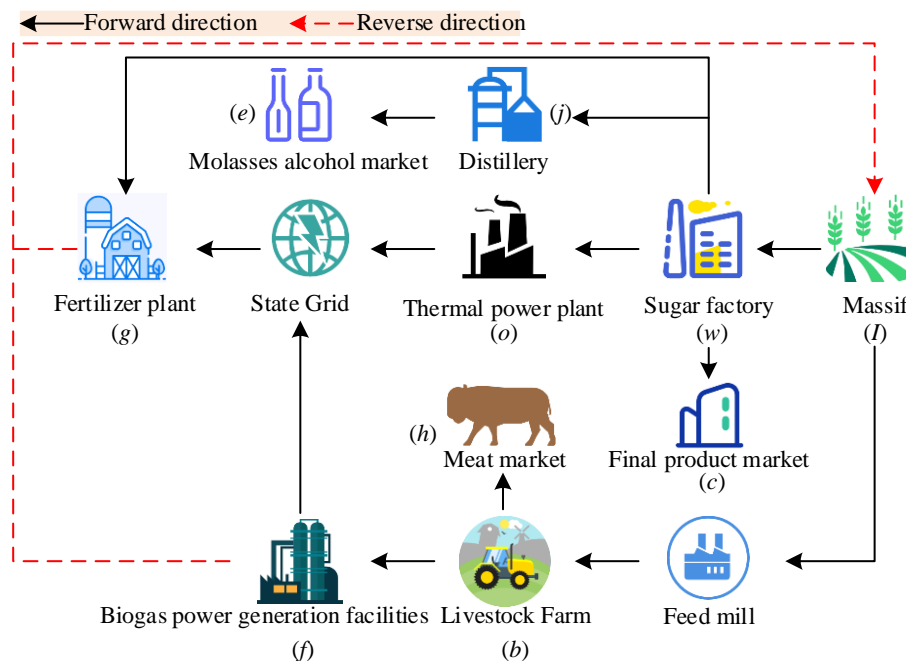 Forward direction Reverse direction
(e) (j)
Molasses alcohol market Distillery
Fertilizer plant State Grid Thermal power plant Sugar factory Massif
(g) (o) (w) (I)
(h)
Meat market Final product market
(c)
Biogas power generation facilities Livestock Farm Feed mill
(f) (b)